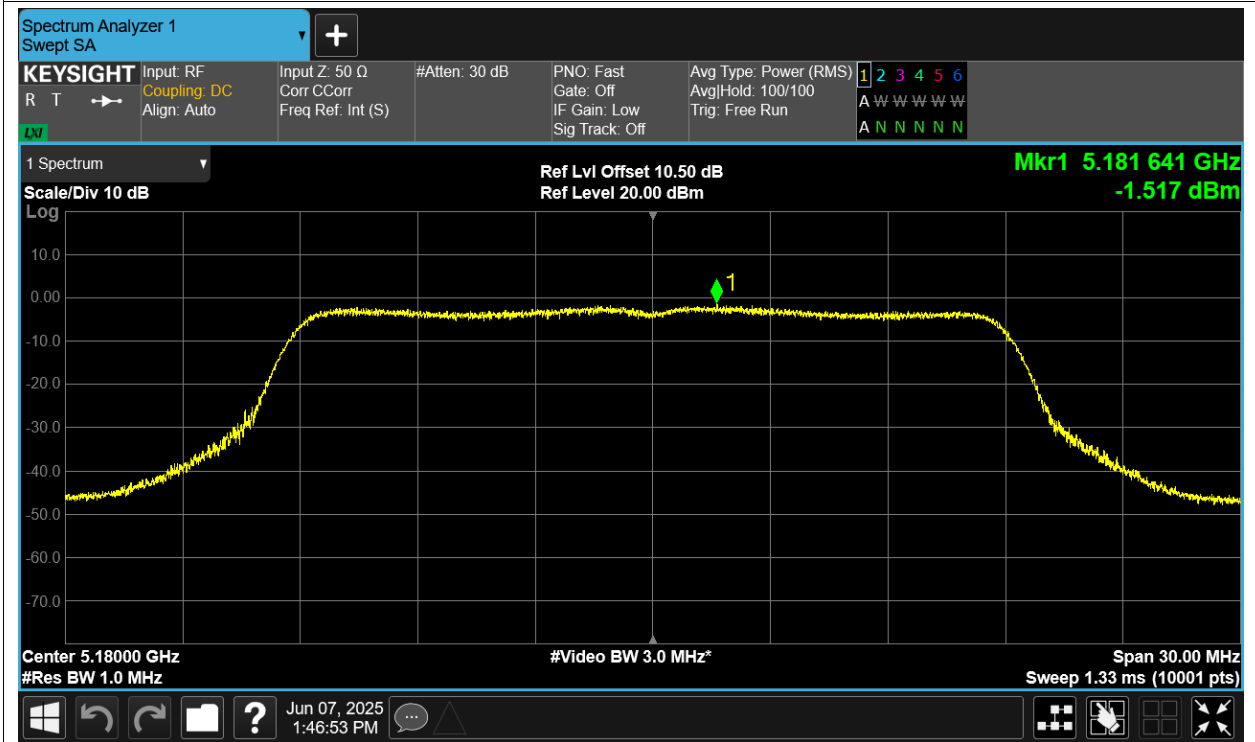 Spectrum Analyzer 1
Swept SA
KEYSIGHT
R T
LXI
Input: RF
Coupling: DC
Align: Auto
Input Z: 50 Ω
Corr CCorr
Freq Ref: Int (S)
#Atten: 30 dB
PNO: Fast
Gate: Off
IF Gain: Low
Sig Track: Off
Avg Type: Power (RMS)
Avg|Hold: 100/100
Trig: Free Run
1 2 3 4 5 6
A W W W W W
A N N N N N
1 Spectrum
Scale/Div 10 dB
Ref Lvl Offset 10.50 dB
Ref Level 20.00 dBm
Mkr1 5.181 641 GHz
-1.517 dBm
Log
10.0
0.00
-10.0
-20.0
-30.0
-40.0
-50.0
-60.0
-70.0
1
Center 5.18000 GHz
#Res BW 1.0 MHz
#Video BW 3.0 MHz*
Span 30.00 MHz
Sweep 1.33 ms (10001 pts)
?
Jun 07, 2025
1:46:53 PM